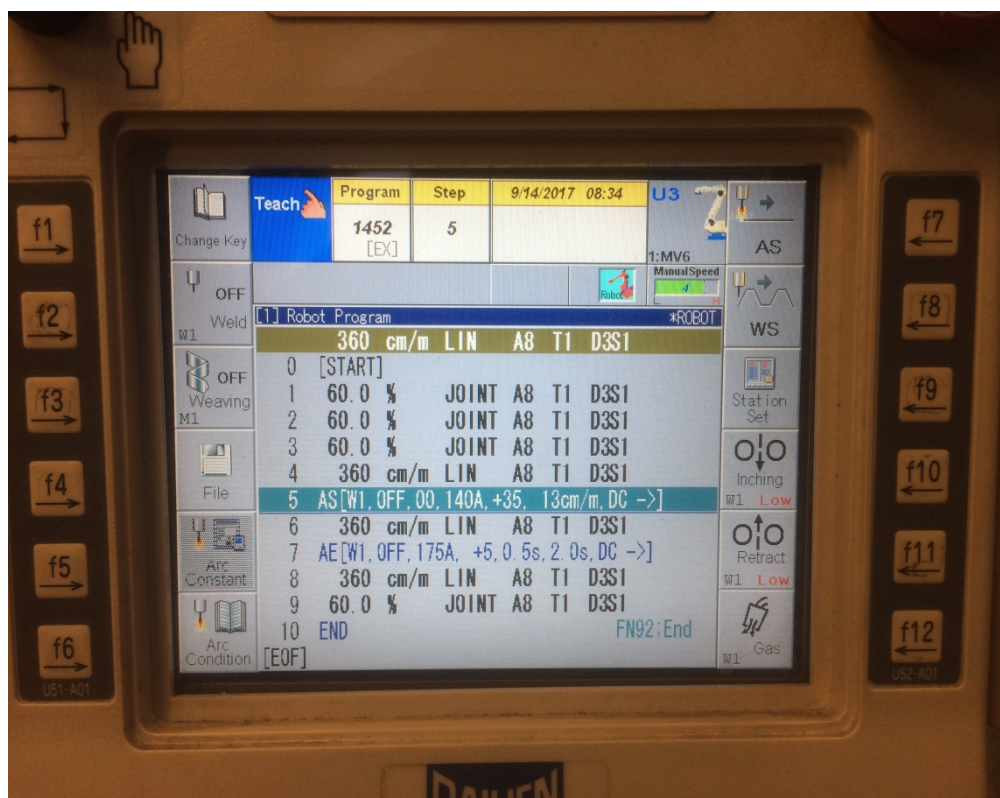 f1
f2
f3
f4
f5
f6
U51-A01
Change Key
OFF
Weld
W1
OFF
Weaving
M1
File
Arc
Constant
Arc
Condition
Teach
Program
1452
[EX]
Step
5
9/14/2017 08:34
U3
1:MV6
Robot
Manual Speed
4
L H
[1] Robot Program *ROBOT
360 cm/m LIN A8 T1 D3S1
0 [START]
1 60.0 % JOINT A8 T1 D3S1
2 60.0 % JOINT A8 T1 D3S1
3 60.0 % JOINT A8 T1 D3S1
4 360 cm/m LIN A8 T1 D3S1
5 AS[W1,OFF,00,140A,+35, 13cm/m,DC ->]
6 360 cm/m LIN A8 T1 D3S1
7 AE[W1,OFF,175A, +5,0.5s,2.0s,DC ->]
8 360 cm/m LIN A8 T1 D3S1
9 60.0 % JOINT A8 T1 D3S1
10 END FN92;End
[EOF]
AS
WS
Station
Set
Inching
W1 Low
Retract
W1 Low
Gas
W1
f7
f8
f9
f10
f11
f12
U52-A01